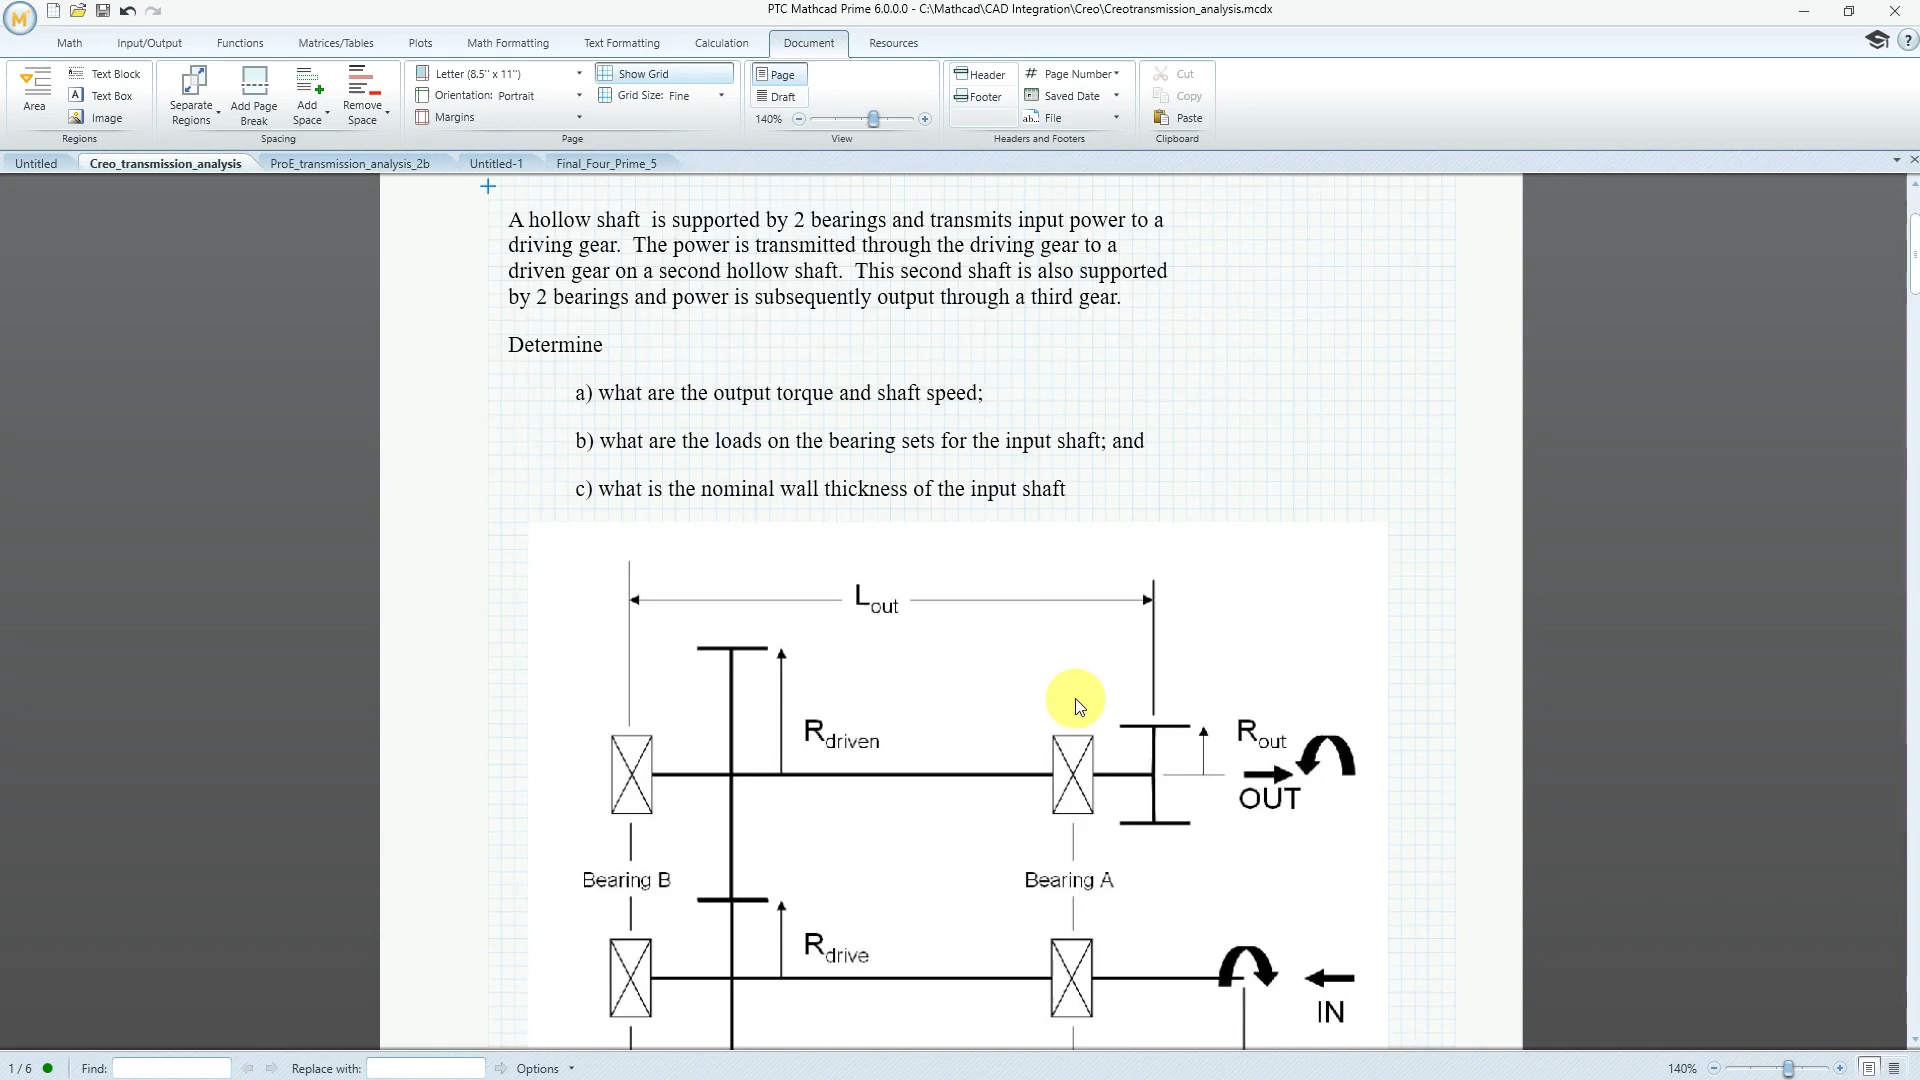 PTC Mathcad Prime 6.0.0.0 - C:\Mathcad\CAD Integration\Creo\Creotransmission_analysis.mcdx
Math Input/Output Functions Matrices/Tables Plots Math Formatting Text Formatting Calculation Document Resources
Area
Text Block
Text Box
Image
Regions
Separate Regions
Add Page Break
Add Space
Remove Space
Spacing
Letter (8.5" x 11")
Orientation: Portrait
Margins
Show Grid
Grid Size: Fine
Page
Page
Draft
140%
View
Header
Footer
# Page Number
Saved Date
File
Headers and Footers
Cut
Copy
Paste
Clipboard
Untitled Creo_transmission_analysis ProE_transmission_analysis_2b Untitled-1 Final_Four_Prime_5
A hollow shaft is supported by 2 bearings and transmits input power to a
driving gear. The power is transmitted through the driving gear to a
driven gear on a second hollow shaft. This second shaft is also supported
by 2 bearings and power is subsequently output through a third gear.
Determine
a) what are the output torque and shaft speed;
b) what are the loads on the bearing sets for the input shaft; and
c) what is the nominal wall thickness of the input shaft
Lout
Rdriven
Rout
OUT
Bearing B
Bearing A
Rdrive
IN
1 / 6 Find: Replace with: Options 140%